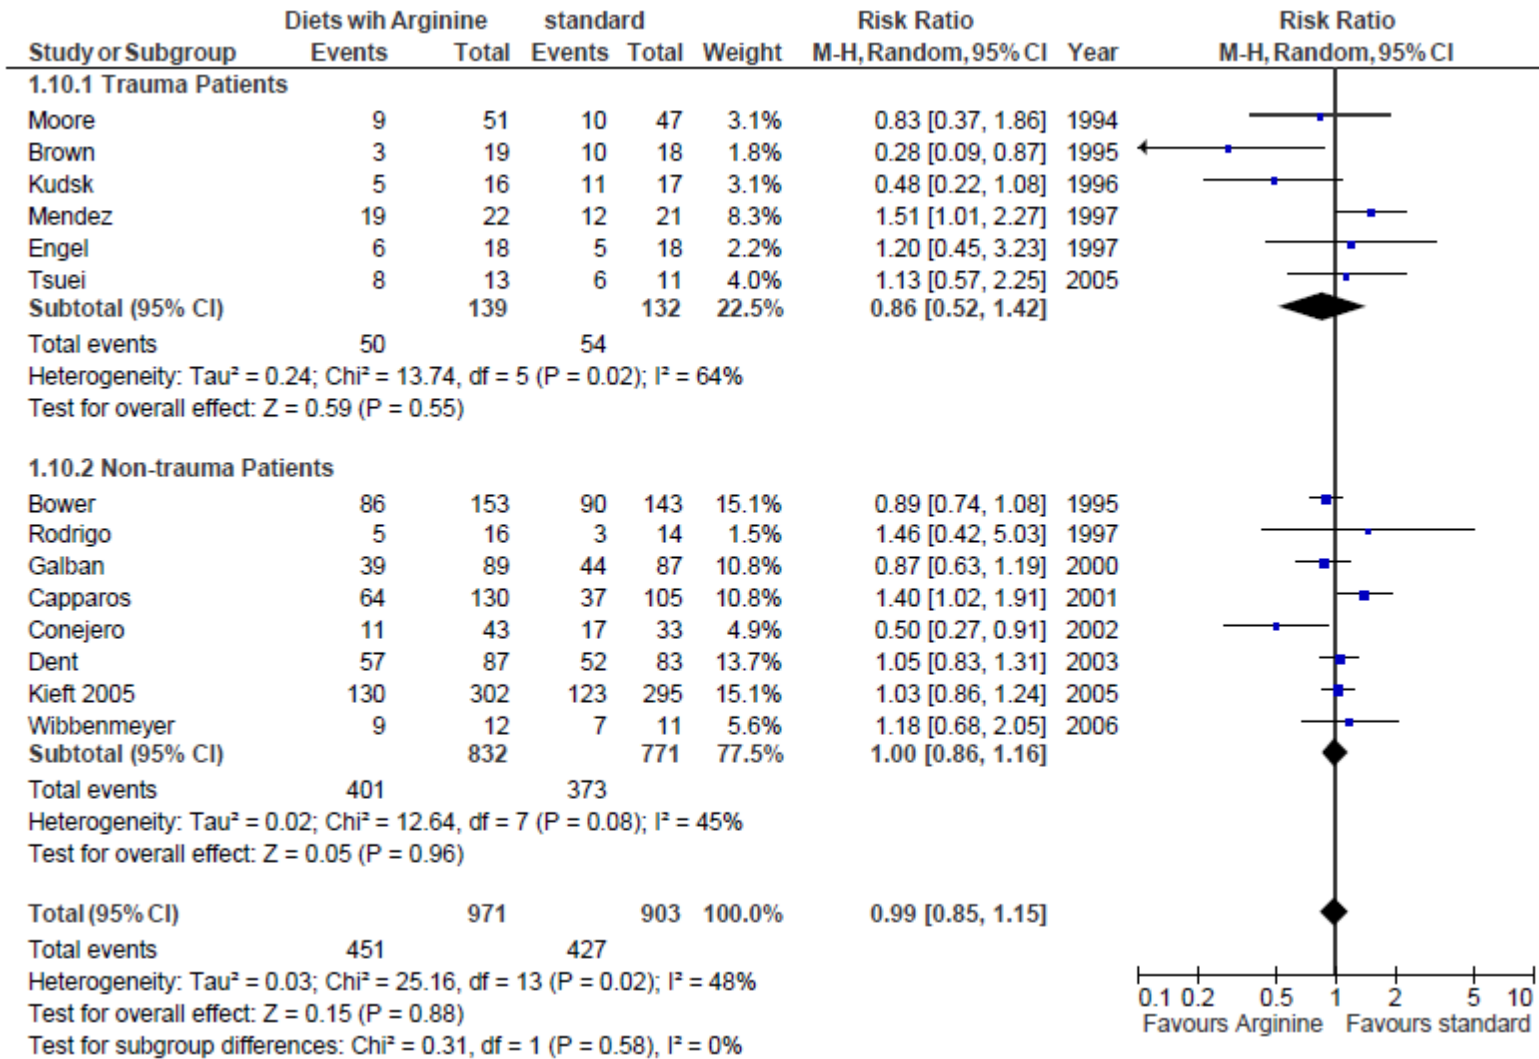 Diets wih Arginine standard Risk Ratio Risk Ratio
Study or Subgroup Events Total Events Total Weight M-H, Random, 95% CI Year M-H, Random, 95% CI
1.10.1 Trauma Patients
Moore 9 51 10 47 3.1% 0.83 [0.37, 1.86] 1994
Brown 3 19 10 18 1.8% 0.28 [0.09, 0.87] 1995
Kudsk 5 16 11 17 3.1% 0.48 [0.22, 1.08] 1996
Mendez 19 22 12 21 8.3% 1.51 [1.01, 2.27] 1997
Engel 6 18 5 18 2.2% 1.20 [0.45, 3.23] 1997
Tsuei 8 13 6 11 4.0% 1.13 [0.57, 2.25] 2005
Subtotal (95% CI) 139 132 22.5% 0.86 [0.52, 1.42]
Total events 50 54
Heterogeneity: Tau² = 0.24; Chi² = 13.74, df = 5 (P = 0.02); I² = 64%
Test for overall effect: Z = 0.59 (P = 0.55)
1.10.2 Non-trauma Patients
Bower 86 153 90 143 15.1% 0.89 [0.74, 1.08] 1995
Rodrigo 5 16 3 14 1.5% 1.46 [0.42, 5.03] 1997
Galban 39 89 44 87 10.8% 0.87 [0.63, 1.19] 2000
Capparos 64 130 37 105 10.8% 1.40 [1.02, 1.91] 2001
Conejero 11 43 17 33 4.9% 0.50 [0.27, 0.91] 2002
Dent 57 87 52 83 13.7% 1.05 [0.83, 1.31] 2003
Kieft 2005 130 302 123 295 15.1% 1.03 [0.86, 1.24] 2005
Wibbenmeyer 9 12 7 11 5.6% 1.18 [0.68, 2.05] 2006
Subtotal (95% CI) 832 771 77.5% 1.00 [0.86, 1.16]
Total events 401 373
Heterogeneity: Tau² = 0.02; Chi² = 12.64, df = 7 (P = 0.08); I² = 45%
Test for overall effect: Z = 0.05 (P = 0.96)
Total (95% CI) 971 903 100.0% 0.99 [0.85, 1.15]
Total events 451 427
Heterogeneity: Tau² = 0.03; Chi² = 25.16, df = 13 (P = 0.02); I² = 48%
Test for overall effect: Z = 0.15 (P = 0.88)
Test for subgroup differences: Chi² = 0.31, df = 1 (P = 0.58), I² = 0%
0.1 0.2 0.5 1 2 5 10
Favours Arginine Favours standard